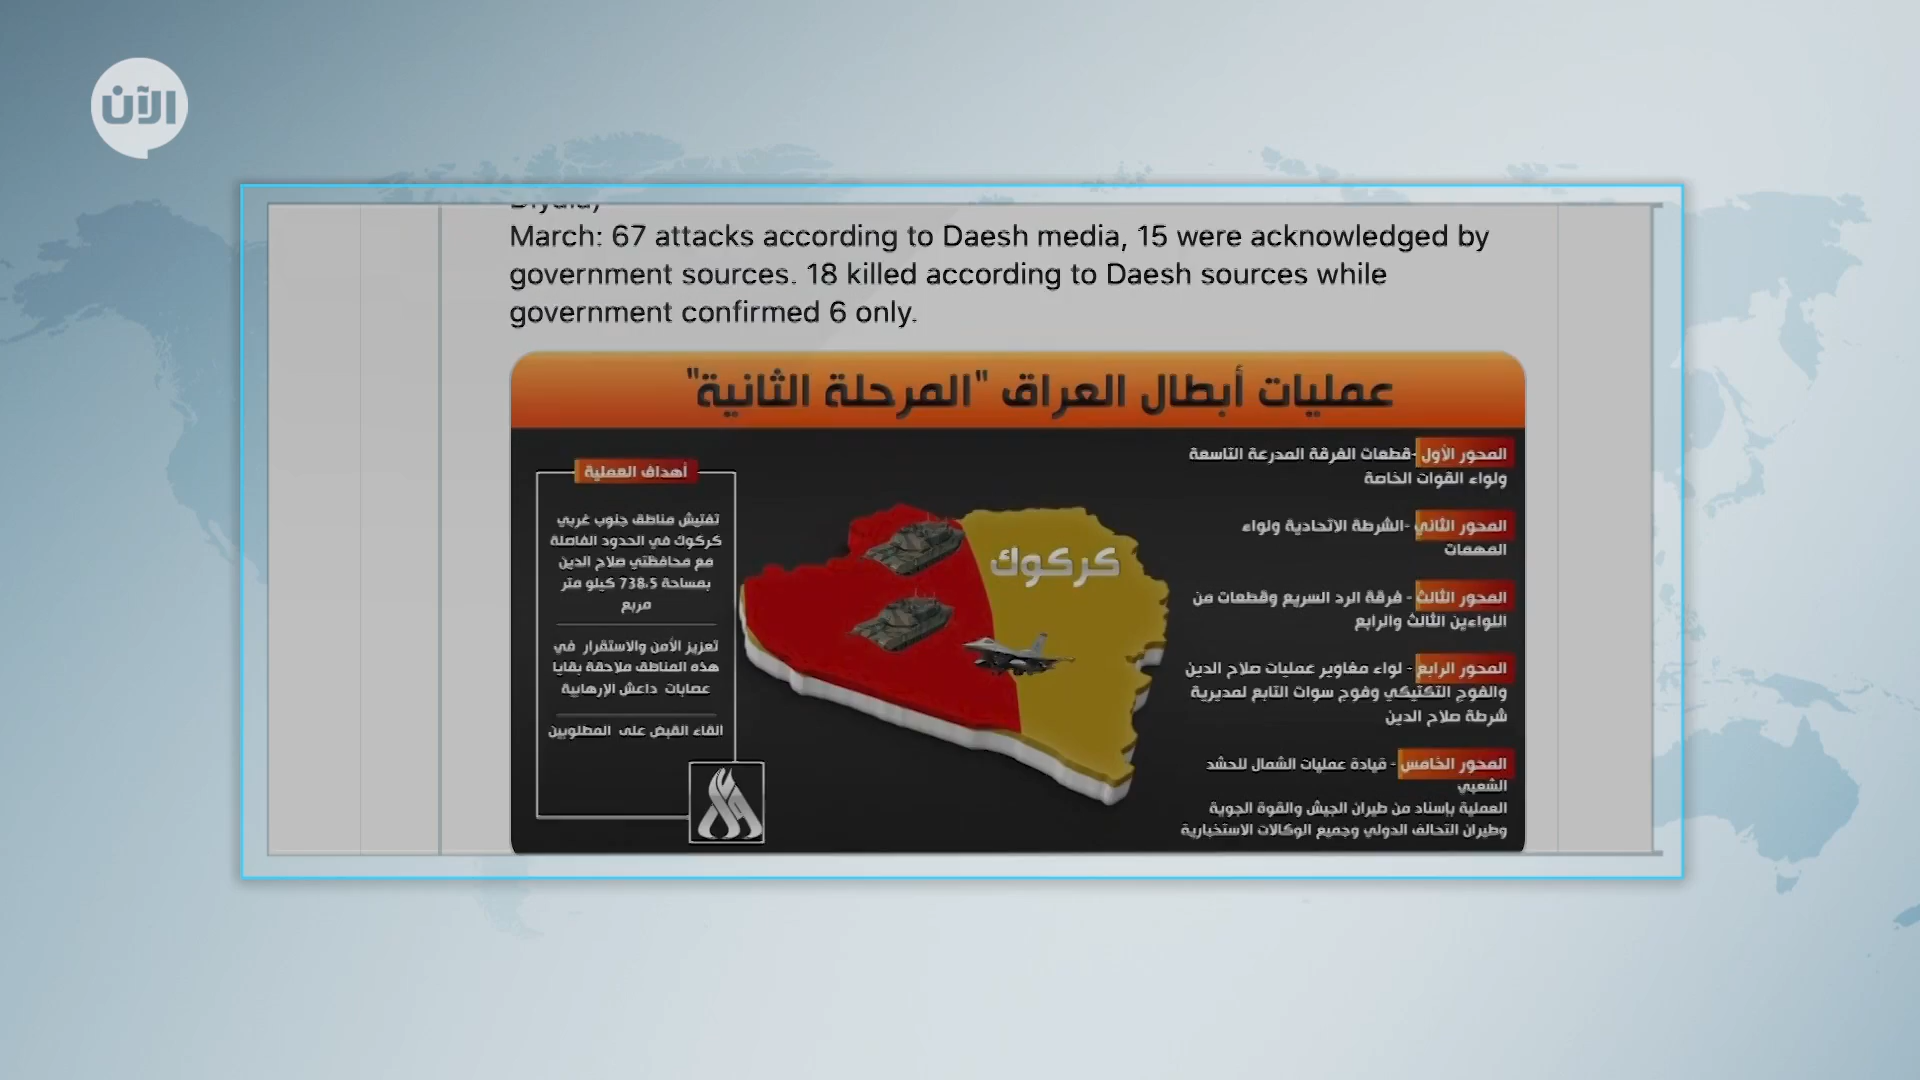 الآن
March: 67 attacks according to Daesh media, 15 were acknowledged by
government sources. 18 killed according to Daesh sources while
government confirmed 6 only.
عمليات أبطال العراق "المرحلة الثانية"
المحور الأول -قطعات الفرقة المدرعة التاسعة
ولواء القوات الخاصة
المحور الثاني -الشرطة الاتحادية ولواء
المهمات
المحور الثالث - فرقة الرد السريع وقطعات من
اللواءين الثالث والرابع
المحور الرابع - لواء مغاوير عمليات صلاح الدين
والفوج التكتيكي وفوج سوات التابع لمديرية
شرطة صلاح الدين
المحور الخامس - قيادة عمليات الشمال للحشد
الشعبي
العملية بإسناد من طيران الجيش والقوة الجوية
وطيران التحالف الدولي وجميع الوكالات الاستخبارية
كركوك
أهداف العملية
تفتيش مناطق جنوب غربي
كركوك في الحدود الفاصلة
مع محافظتي صلاح الدين
بمساحة 738،5 كيلو متر
مربع
تعزيز الأمن والاستقرار في
هذه المناطق ملاحقة بقايا
عصابات داعش الإرهابية
القاء القبض على المطلوبين